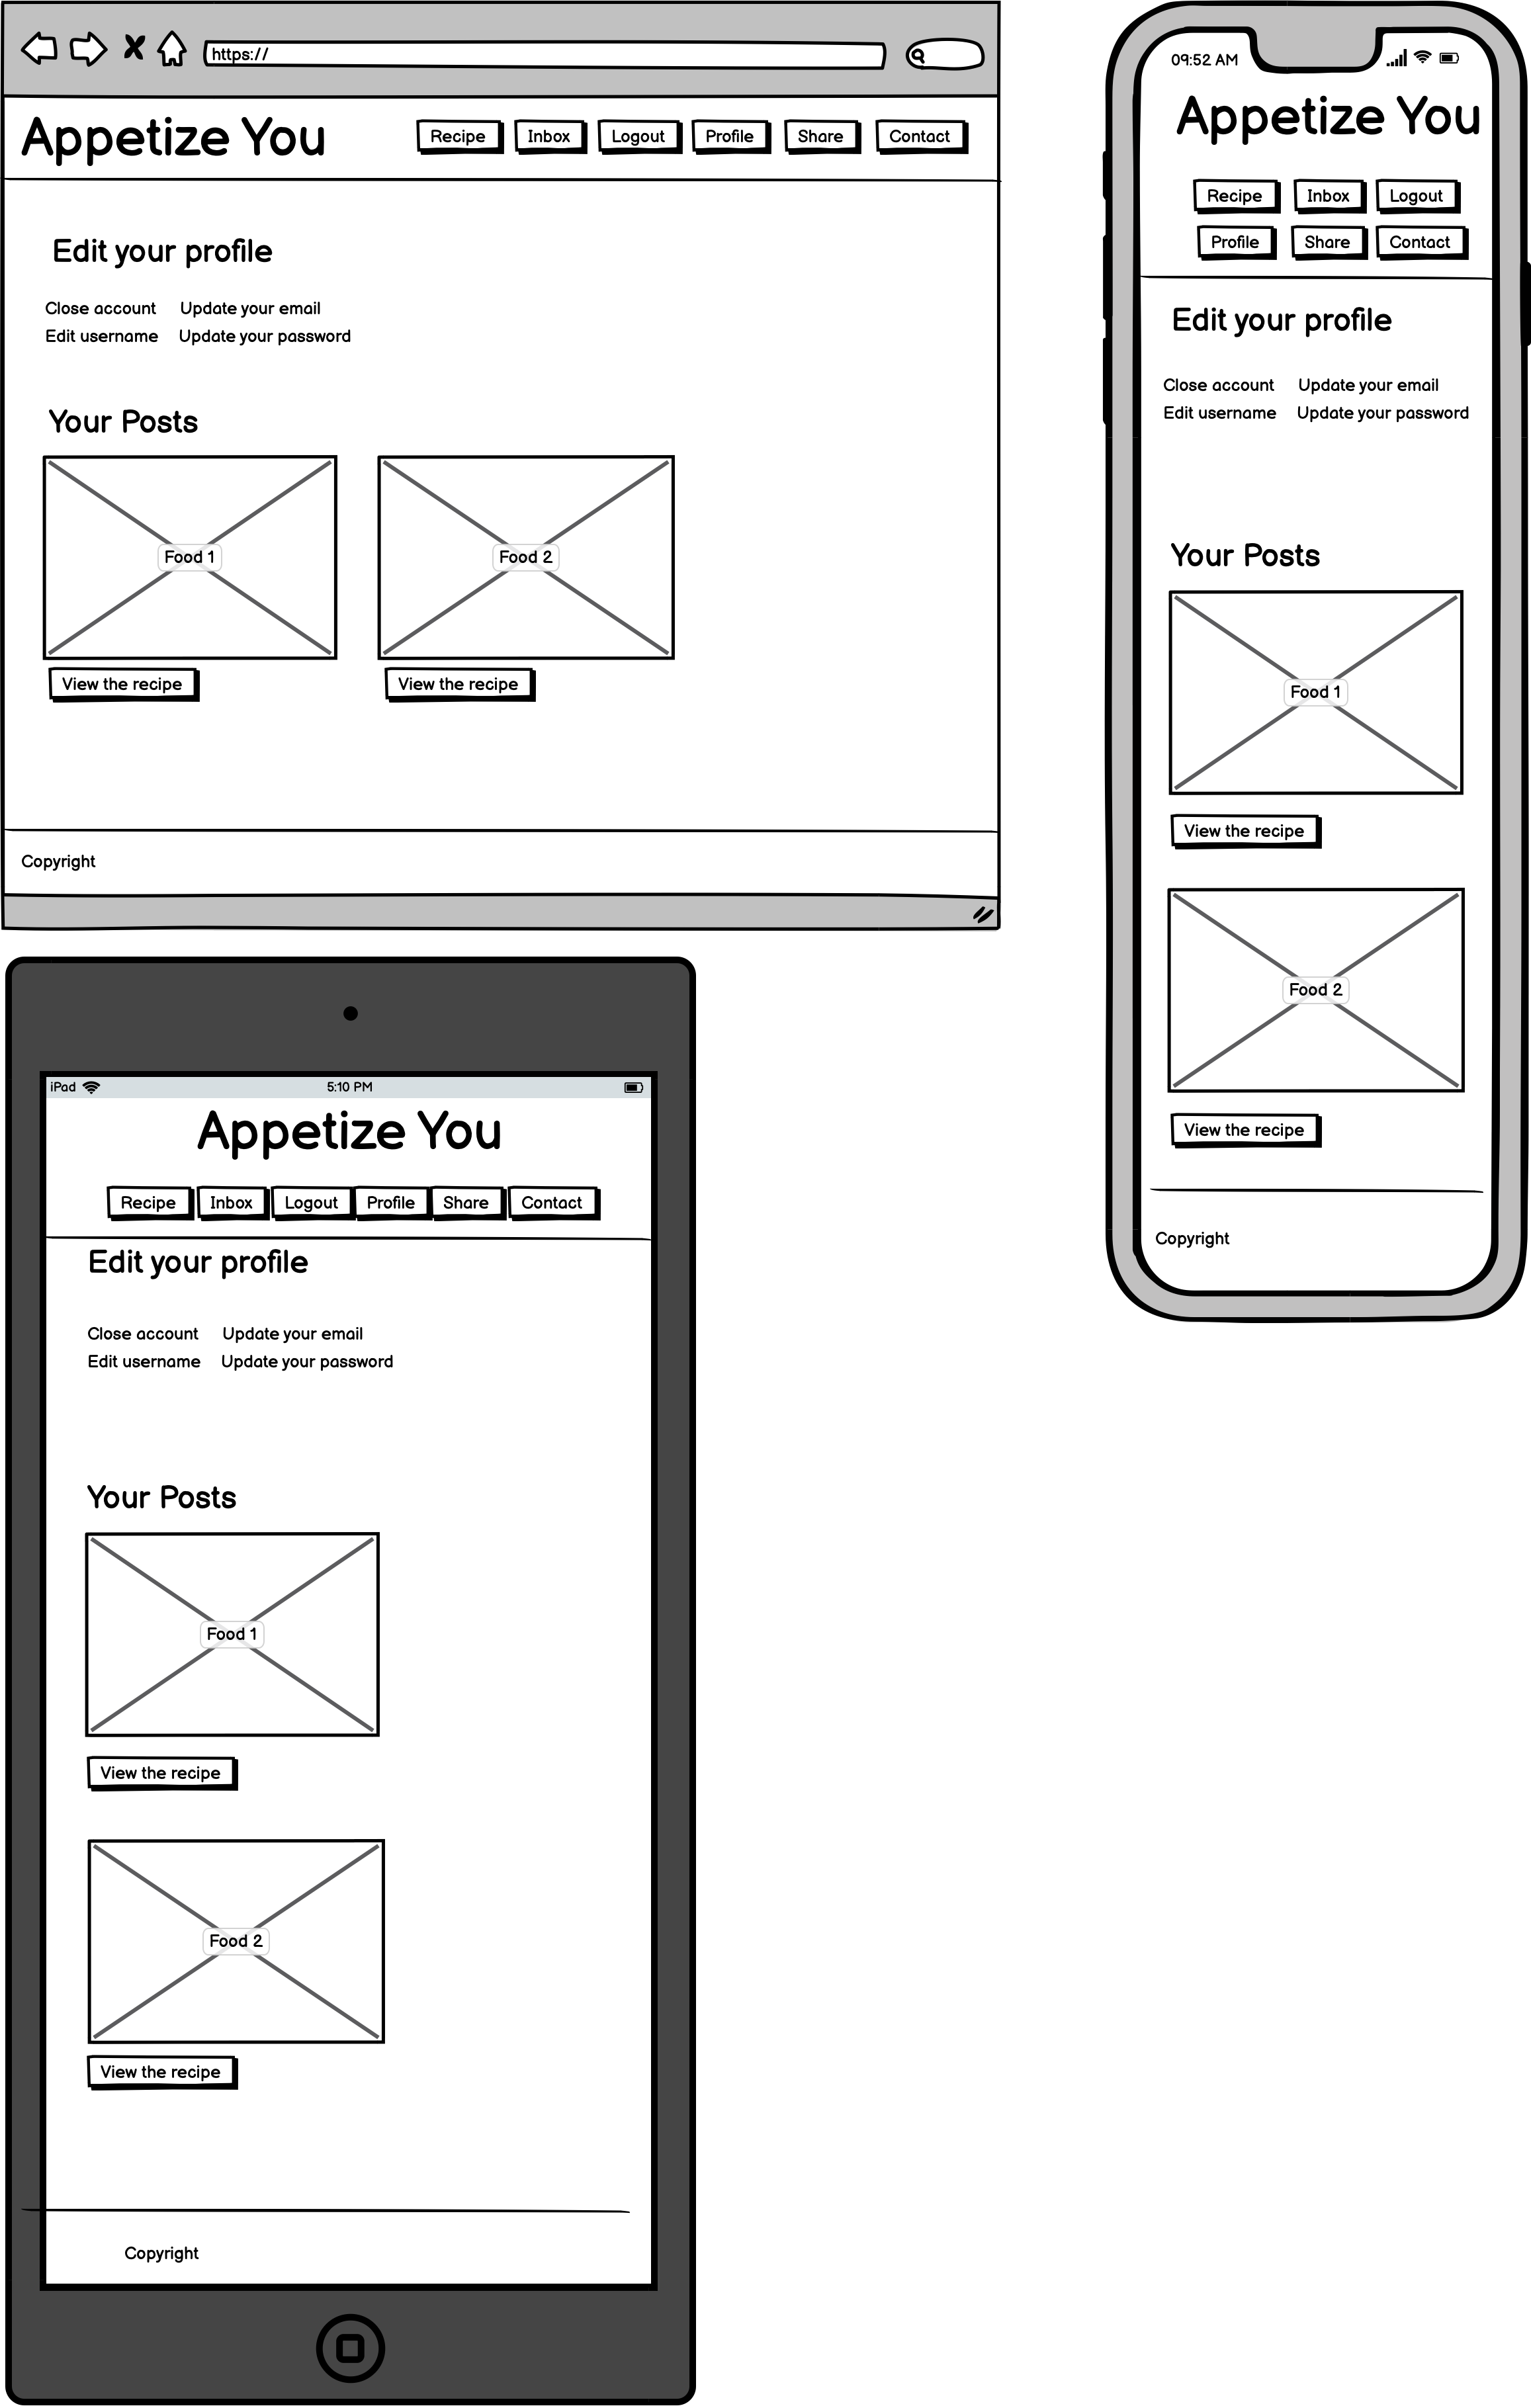 https://
Appetize You
Recipe Inbox Logout Profile Share Contact
Edit your profile
Close account Update your email
Edit username Update your password
Your Posts
Food 1 Food 2
View the recipe View the recipe
Copyright
09:52 AM
Appetize You
Recipe Inbox Logout
Profile Share Contact
Edit your profile
Close account Update your email
Edit username Update your password
Your Posts
Food 1
View the recipe
Food 2
View the recipe
Copyright
iPad 5:10 PM
Appetize You
Recipe Inbox Logout Profile Share Contact
Edit your profile
Close account Update your email
Edit username Update your password
Your Posts
Food 1
View the recipe
Food 2
View the recipe
Copyright